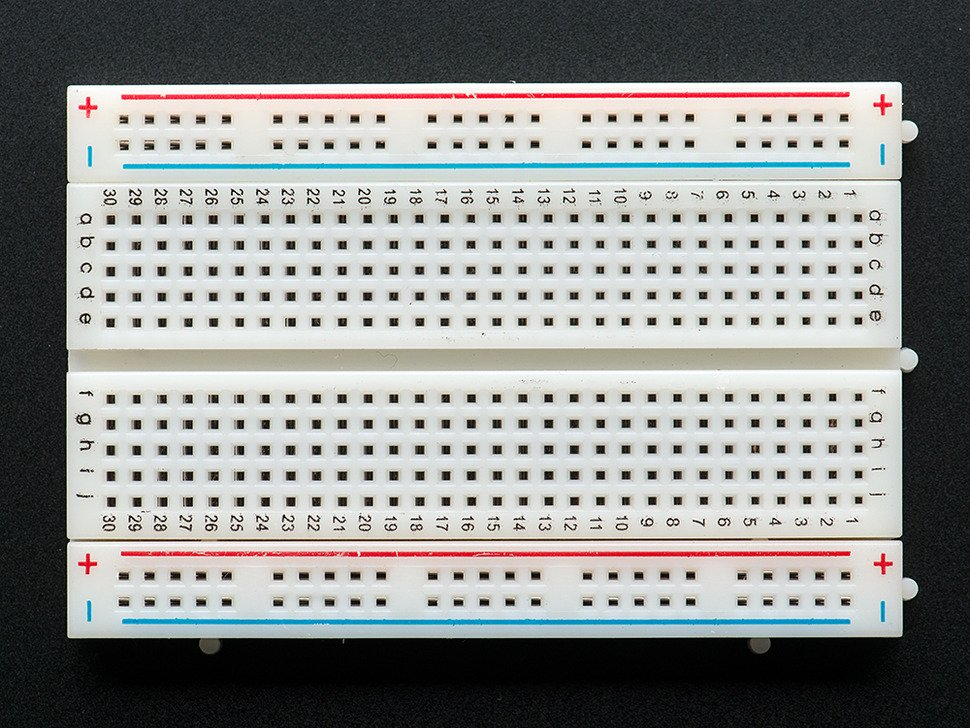 + +
- -
30 29 28 27 26 25 24 23 22 21 20 19 18 17 16 15 14 13 12 11 10 9 8 7 6 5 4 3 2 1
a a
b b
c c
d d
e e
f f
g g
h h
i i
j j
30 29 28 27 26 25 24 23 22 21 20 19 18 17 16 15 14 13 12 11 10 9 8 7 6 5 4 3 2 1
+ +
- -